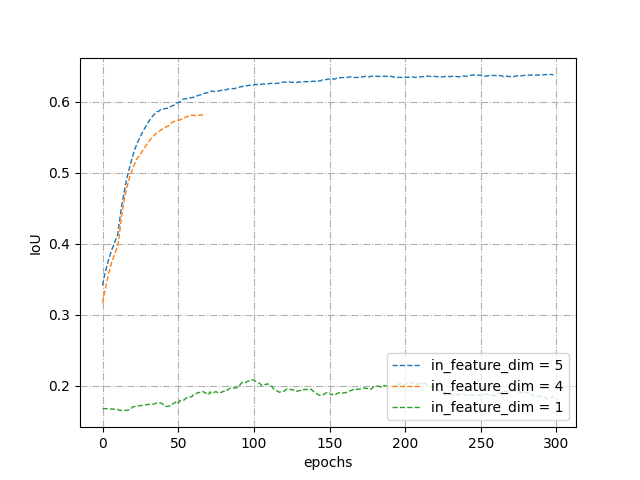 0.6
0.5
0.4
0.3
0.2
IoU
in_feature_dim = 5
in_feature_dim = 4
in_feature_dim = 1
0 50 100 150 200 250 300
epochs